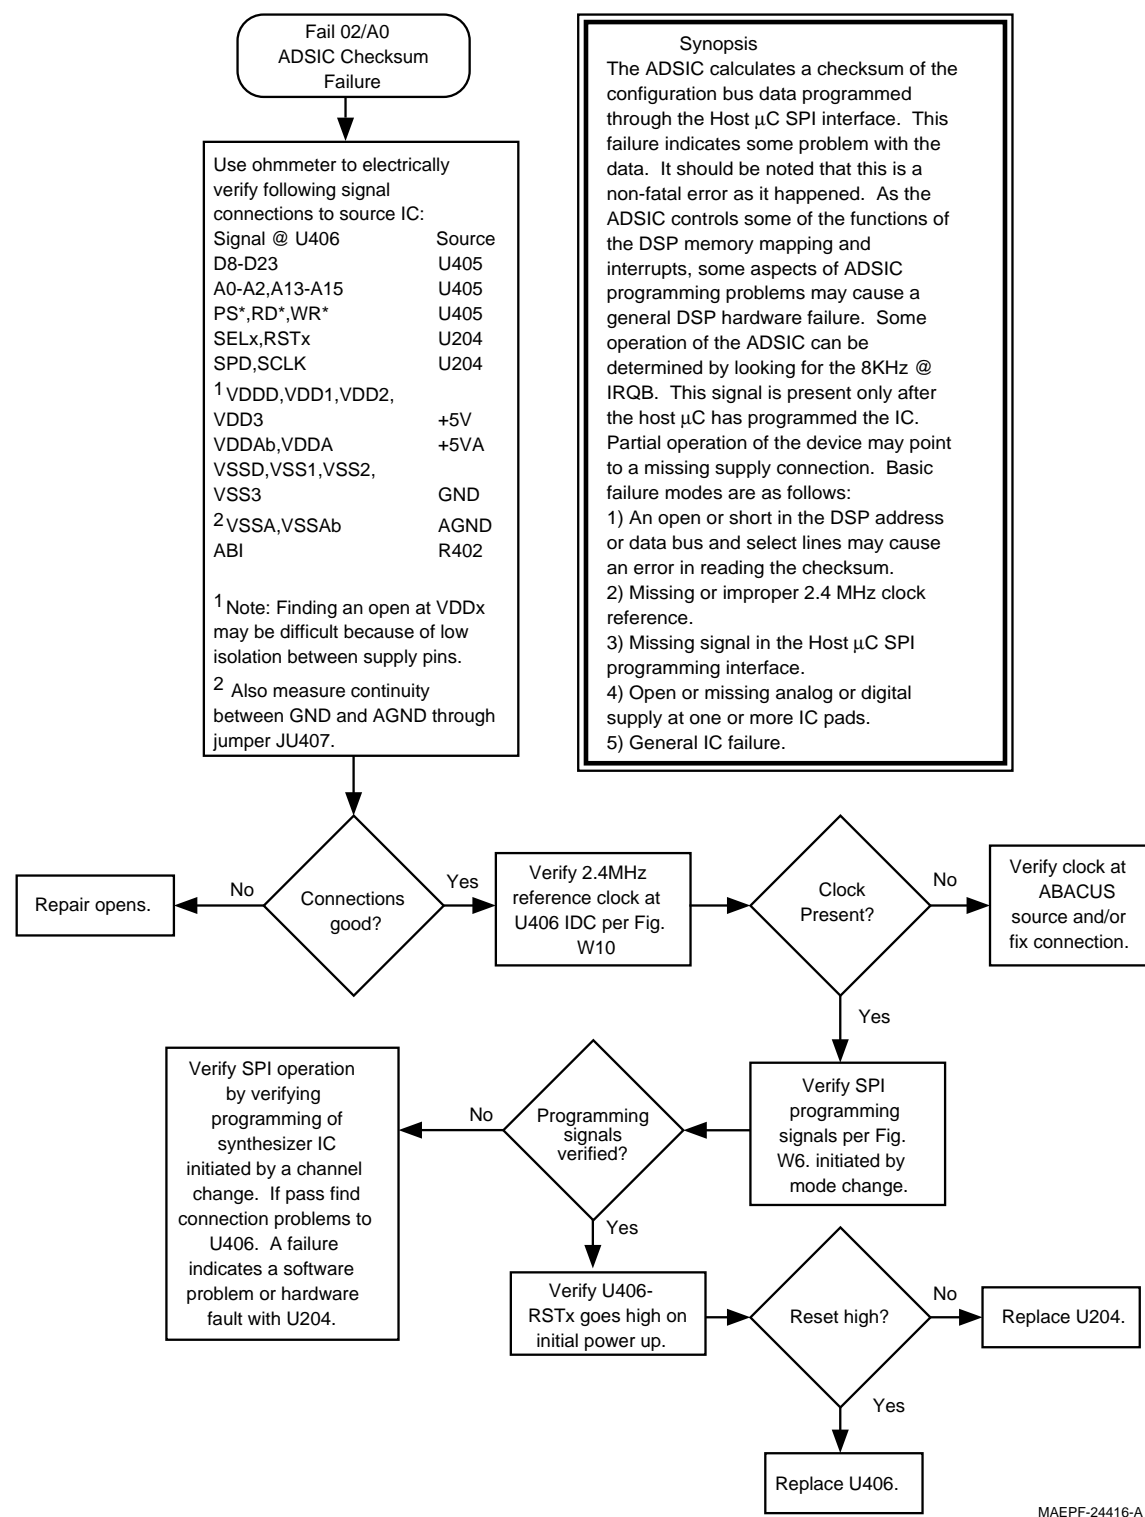 Fail 02/A0
ADSIC Checksum
Failure
Use ohmmeter to electrically
verify following signal
connections to source IC:
Signal @ U406 Source
D8-D23 U405
A0-A2,A13-A15 U405
PS*,RD*,WR* U405
SELx,RSTx U204
SPD,SCLK U204
1 VDDD,VDD1,VDD2,
VDD3 +5V
VDDAb,VDDA +5VA
VSSD,VSS1,VSS2,
VSS3 GND
2 VSSA,VSSAb AGND
ABI R402
1 Note: Finding an open at VDDx
may be difficult because of low
isolation between supply pins.
2 Also measure continuity
between GND and AGND through
jumper JU407.
Synopsis
The ADSIC calculates a checksum of the
configuration bus data programmed
through the Host µC SPI interface. This
failure indicates some problem with the
data. It should be noted that this is a
non-fatal error as it happened. As the
ADSIC controls some of the functions of
the DSP memory mapping and
interrupts, some aspects of ADSIC
programming problems may cause a
general DSP hardware failure. Some
operation of the ADSIC can be
determined by looking for the 8KHz @
IRQB. This signal is present only after
the host µC has programmed the IC.
Partial operation of the device may point
to a missing supply connection. Basic
failure modes are as follows:
1) An open or short in the DSP address
or data bus and select lines may cause
an error in reading the checksum.
2) Missing or improper 2.4 MHz clock
reference.
3) Missing signal in the Host µC SPI
programming interface.
4) Open or missing analog or digital
supply at one or more IC pads.
5) General IC failure.
Connections
good?
No
Repair opens.
Yes
Verify 2.4MHz
reference clock at
U406 IDC per Fig.
W10
Clock
Present?
No
Verify clock at
ABACUS
source and/or
fix connection.
Yes
Verify SPI
programming
signals per Fig.
W6. initiated by
mode change.
Programming
signals
verified?
No
Verify SPI operation
by verifying
programming of
synthesizer IC
initiated by a channel
change. If pass find
connection problems to
U406. A failure
indicates a software
problem or hardware
fault with U204.
Yes
Verify U406-
RSTx goes high on
initial power up.
Reset high?
No
Replace U204.
Yes
Replace U406.
MAEPF-24416-A